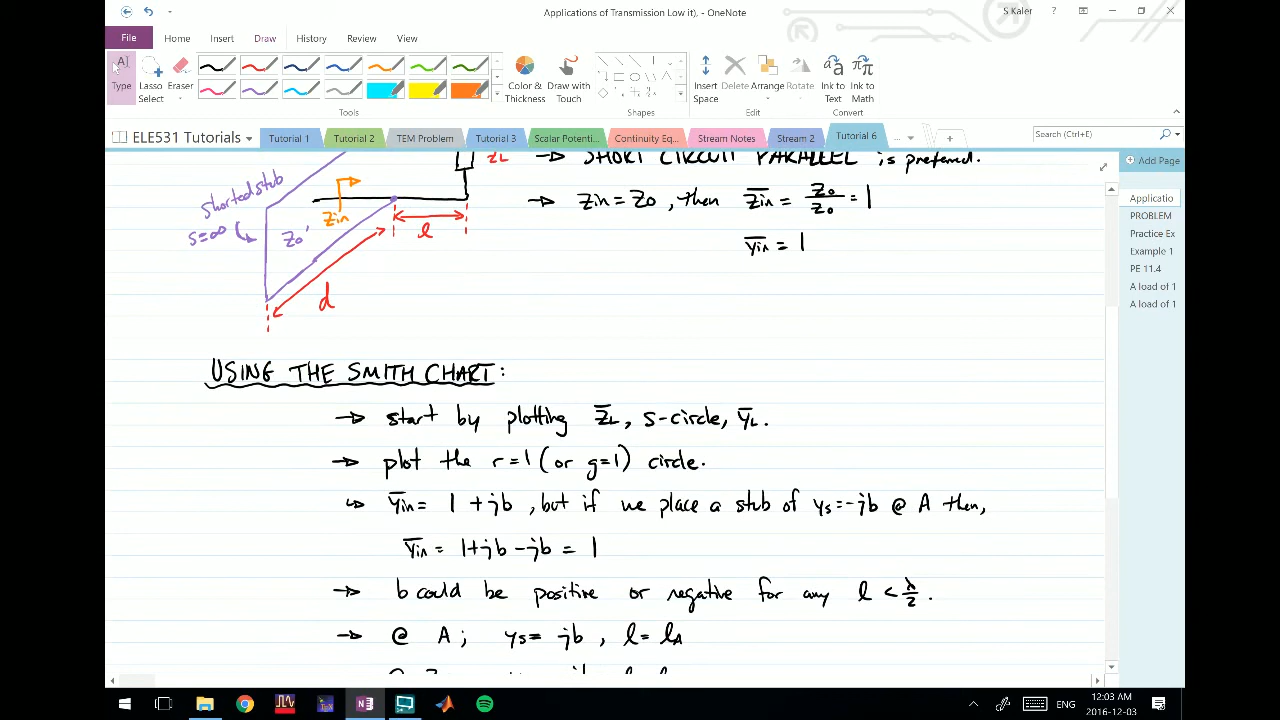 Applications of Transmission Low it), - OneNote
S Kaler
File Home Insert Draw History Review View
Type
Lasso Select
Eraser
Color & Thickness
Draw with Touch
Insert Space
Delete
Arrange
Rotate
Ink to Text
Ink to Math
Tools
Shapes
Edit
Convert
ELE531 Tutorials
Tutorial 1
Tutorial 2
TEM Problem
Tutorial 3
Scalar Potenti...
Continuity Eq...
Stream Notes
Stream 2
Tutorial 6
Search (Ctrl+E)
Add Page
Applicatio
PROBLEM
Practice Ex
Example 1
PE 11.4
A load of 1
A load of 1
ZL
→ SHORT CIRCUIT PARALLEL is preferred.
shorted stub
s=∞
Zin
Zo'
l
d
→ Zin = Zo , then z̅in = Zo/Zo = 1
y̅in = 1
USING THE SMITH CHART:
→ start by plotting z̅L, s-circle, y̅L.
→ plot the r=1 (or g=1) circle.
↳ y̅in = 1 + jb , but if we place a stub of ys=-jb @ A then,
y̅in = 1+jb-jb = 1
→ b could be positive or negative for any l < λ/2 .
→ @ A; ys= jb , l= lA
ENG
12:03 AM
2016-12-03